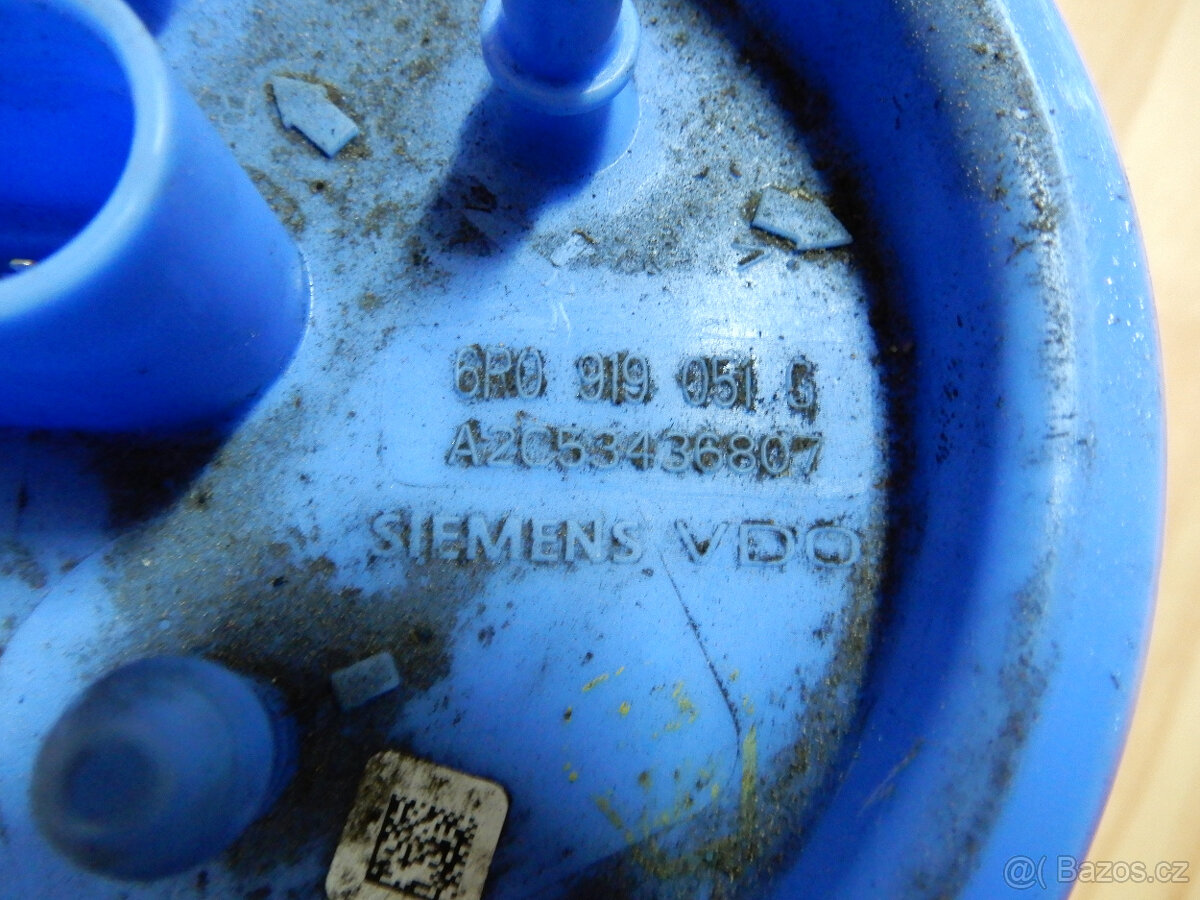 6R0 919 051 G
A2C53436807
SIEMENS VDO
@( Bazos.cz